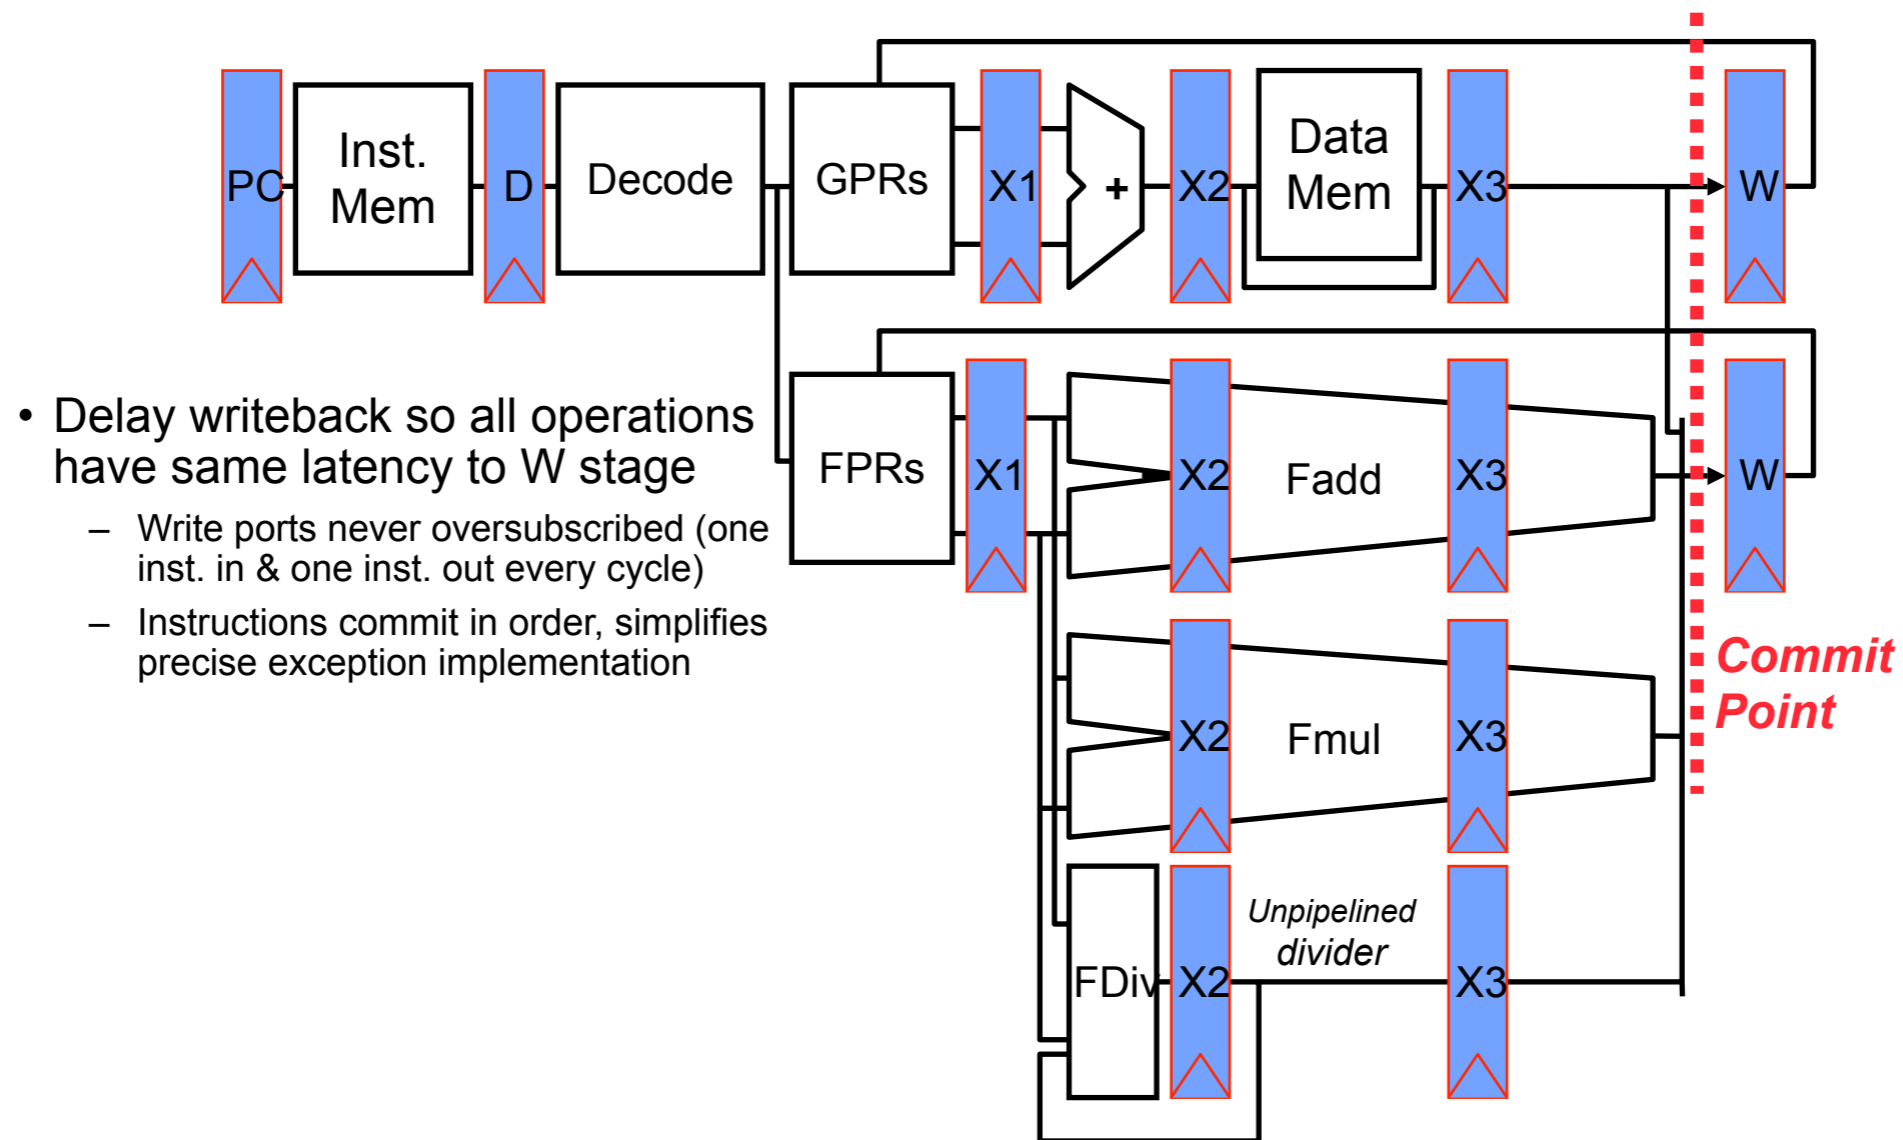 PC
Inst.
Mem
D
Decode
GPRs
X1
+
X2
Data
Mem
X3
W
• Delay writeback so all operations
have same latency to W stage
– Write ports never oversubscribed (one
inst. in & one inst. out every cycle)
– Instructions commit in order, simplifies
precise exception implementation
FPRs
X1
X2
Fadd
X3
W
X2
Fmul
X3
Commit
Point
FDiv
X2
Unpipelined
divider
X3